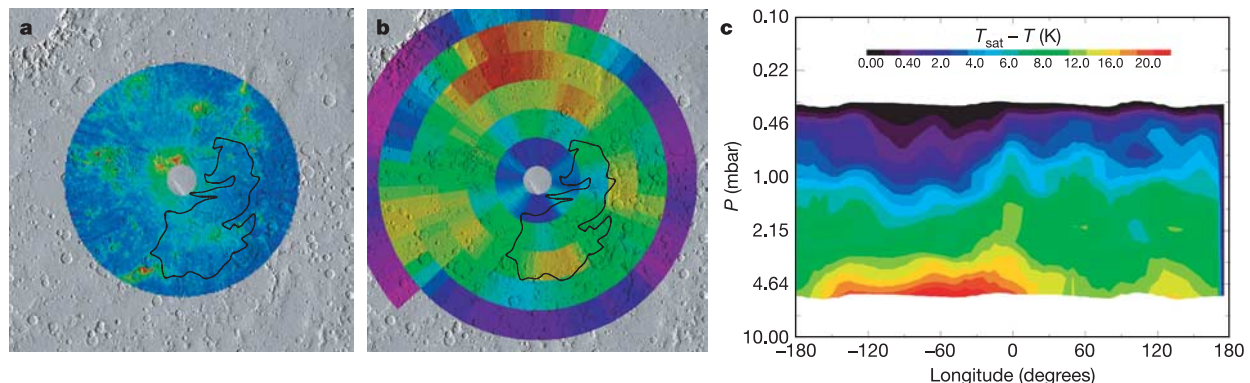 a
b
c
T_sat – T (K)
0.00 0.40 2.0 4.0 6.0 8.0 12.0 16.0 20.0
P (mbar)
0.10
0.22
0.46
1.00
2.15
4.64
10.00
–180 –120 –60 0 60 120 180
Longitude (degrees)